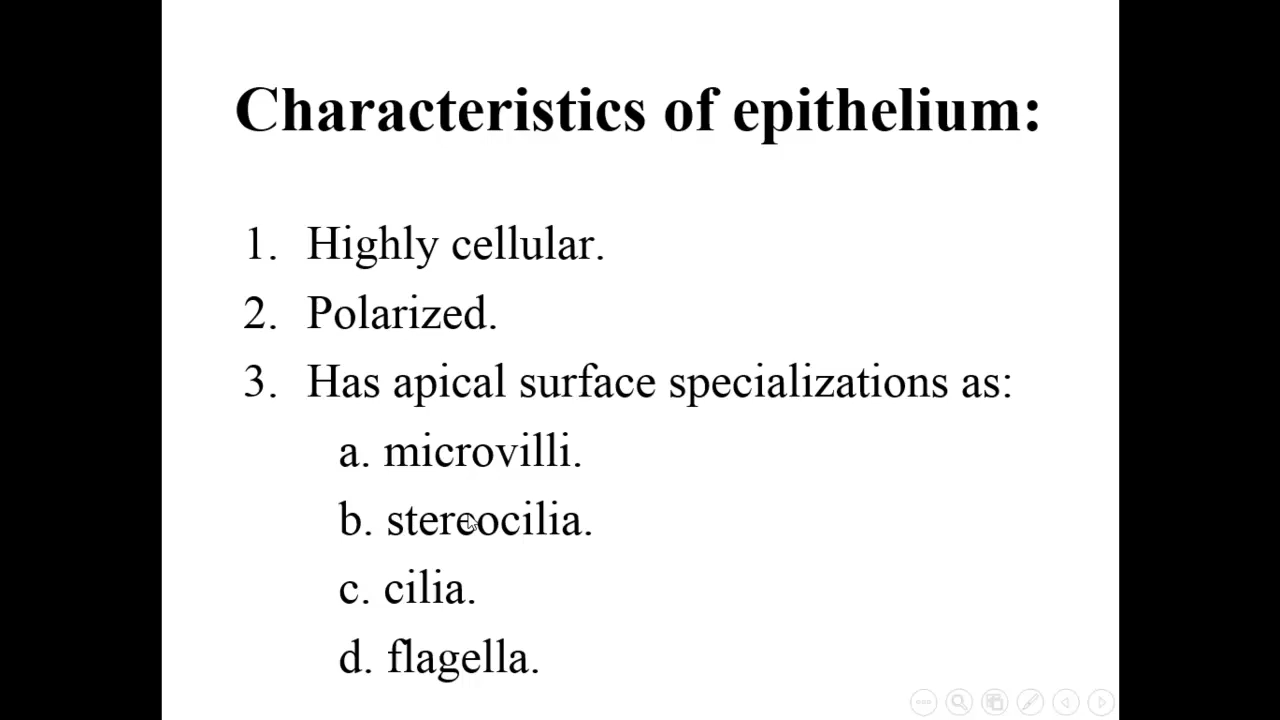 Characteristics of epithelium:
1. Highly cellular.
2. Polarized.
3. Has apical surface specializations as:
a. microvilli.
b. stereocilia.
c. cilia.
d. flagella.